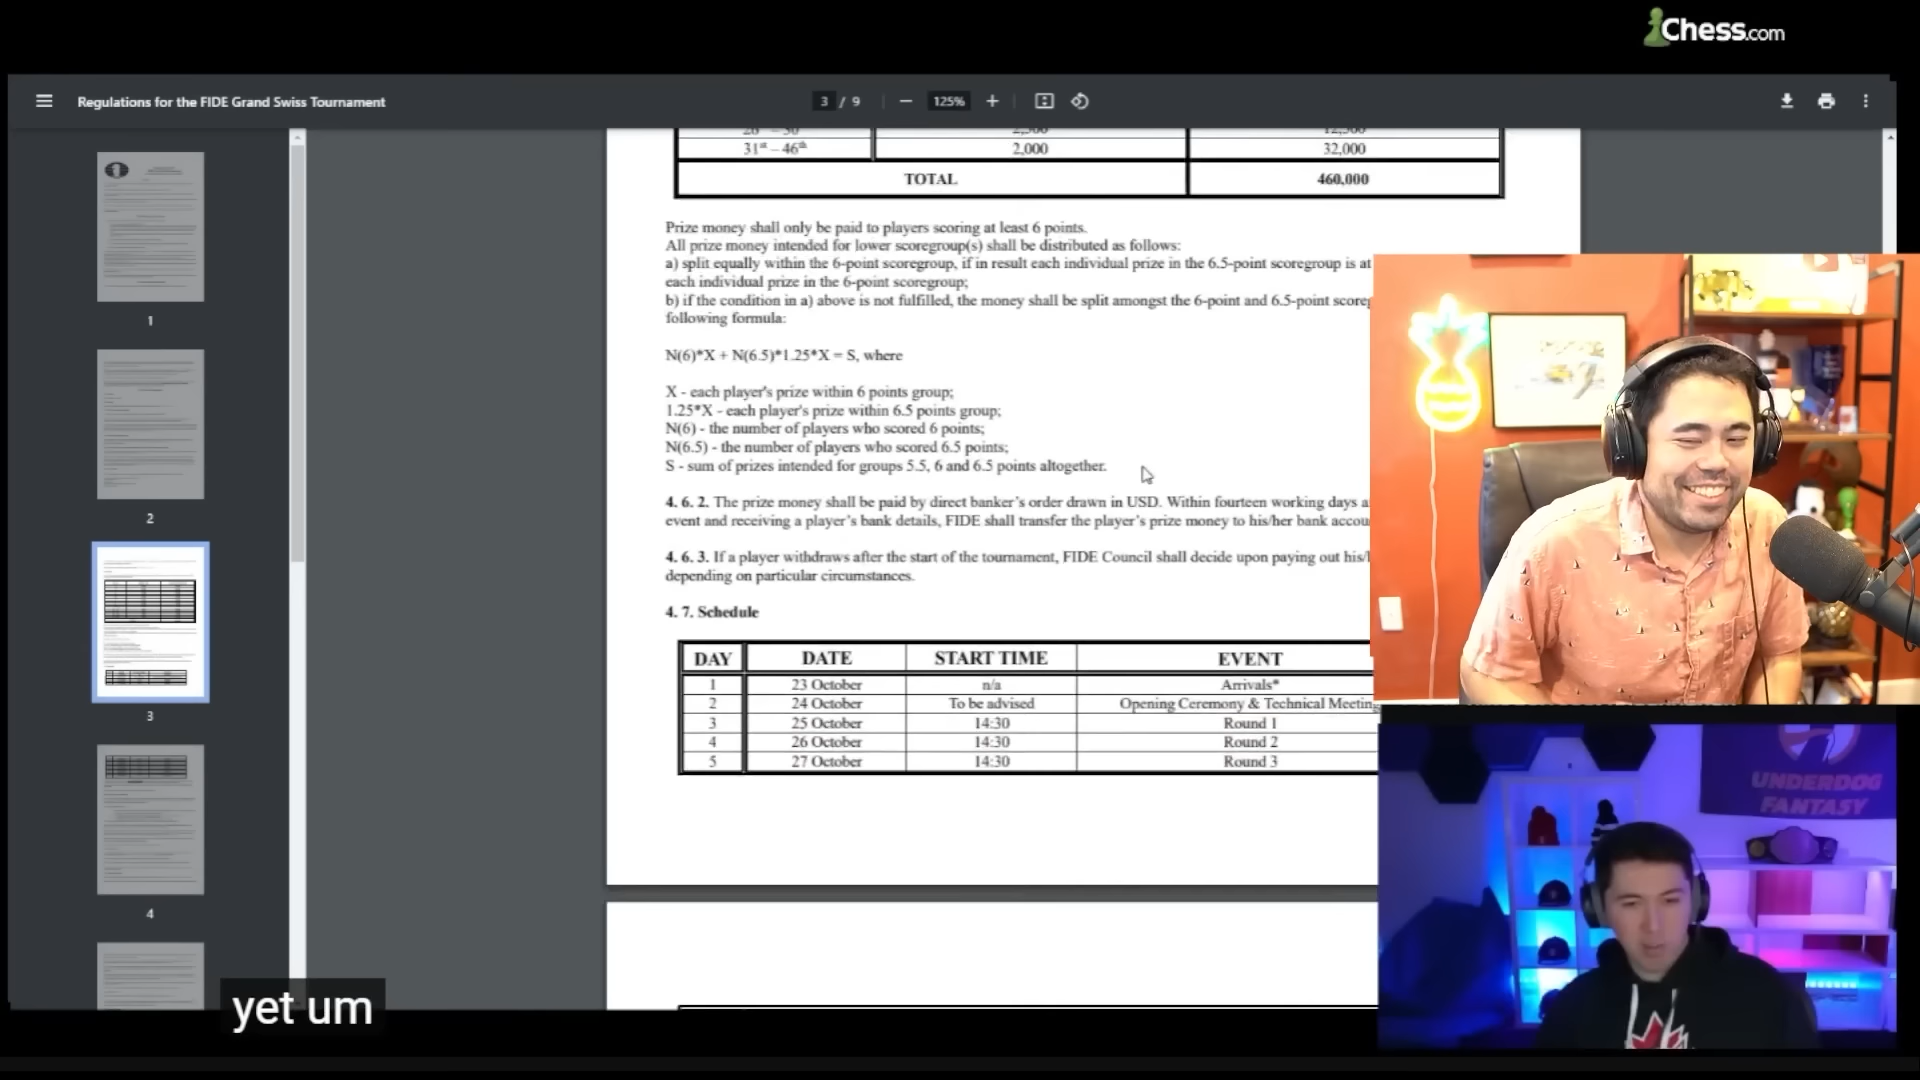 Chess.com
Regulations for the FIDE Grand Swiss Tournament
3 / 9
125%
31st – 46th 2,000 32,000
TOTAL 460,000
Prize money shall only be paid to players scoring at least 6 points.
All prize money intended for lower scoregroup(s) shall be distributed as follows:
a) split equally within the 6-point scoregroup, if in result each individual prize in the 6.5-point scoregroup is at
each individual prize in the 6-point scoregroup;
b) if the condition in a) above is not fulfilled, the money shall be split amongst the 6-point and 6.5-point
following formula:
N(6)*X + N(6.5)*1.25*X = S, where
X - each player's prize within 6 points group;
1.25*X - each player's prize within 6.5 points group;
N(6) - the number of players who scored 6 points;
N(6.5) - the number of players who scored 6.5 points;
S - sum of prizes intended for groups 5.5, 6 and 6.5 points altogether.
4. 6. 2. The prize money shall be paid by direct banker's order drawn in USD. Within fourteen working days
event and receiving a player's bank details, FIDE shall transfer the player's prize money to his/her bank
4. 6. 3. If a player withdraws after the start of the tournament, FIDE Council shall decide upon paying out
depending on particular circumstances.
4. 7. Schedule
DAY DATE START TIME EVENT
1 23 October n/a Arrivals*
2 24 October To be advised Opening Ceremony & Technical Meeting
3 25 October 14:30 Round 1
4 26 October 14:30 Round 2
5 27 October 14:30 Round 3
1
2
3
4
UNDERDOG
FANTASY
yet um